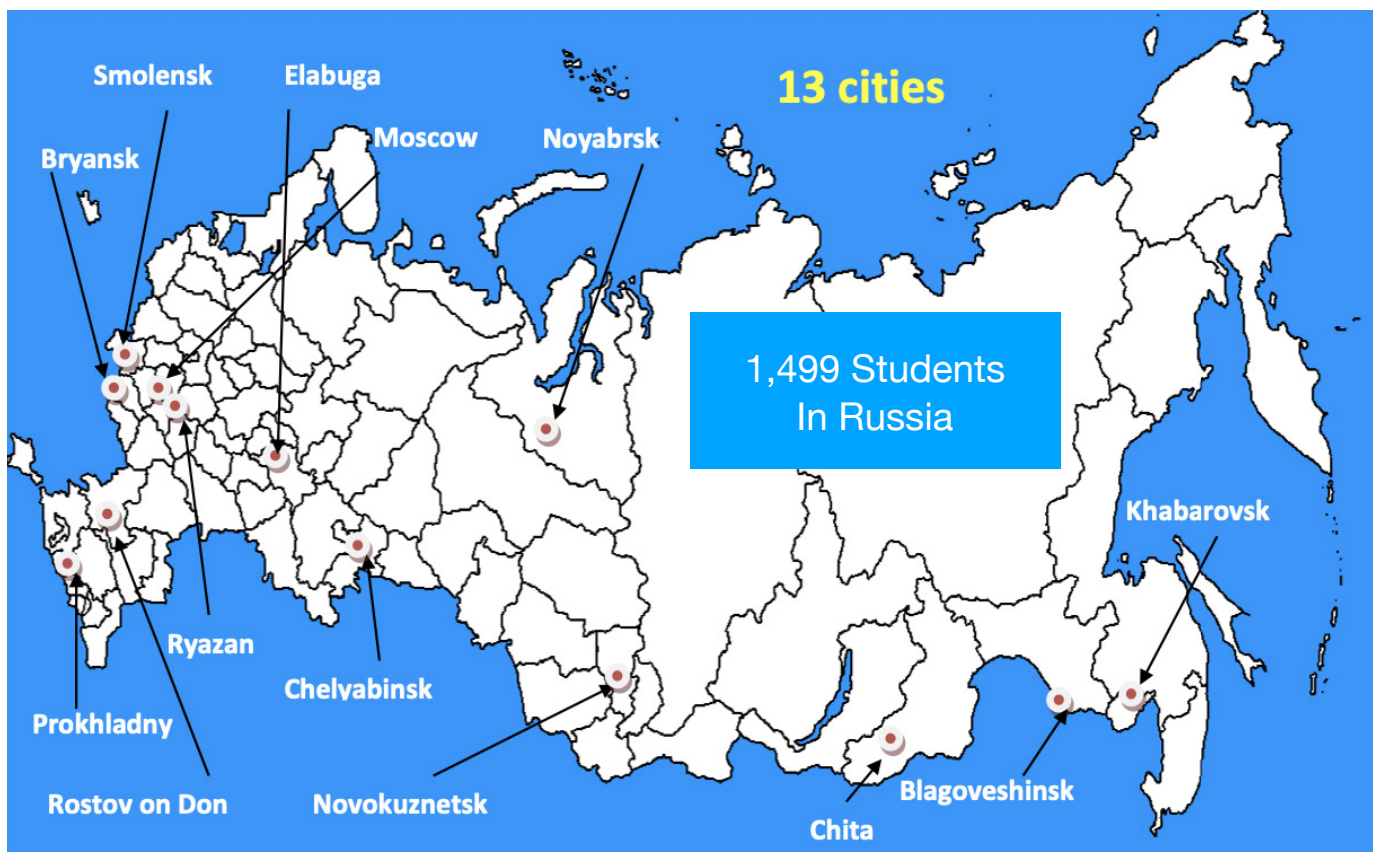 Smolensk
Elabuga
13 cities
Moscow
Noyabrsk
Bryansk
1,499 Students
In Russia
Khabarovsk
Ryazan
Chelyabinsk
Prokhladny
Blagoveshinsk
Rostov on Don
Novokuznetsk
Chita